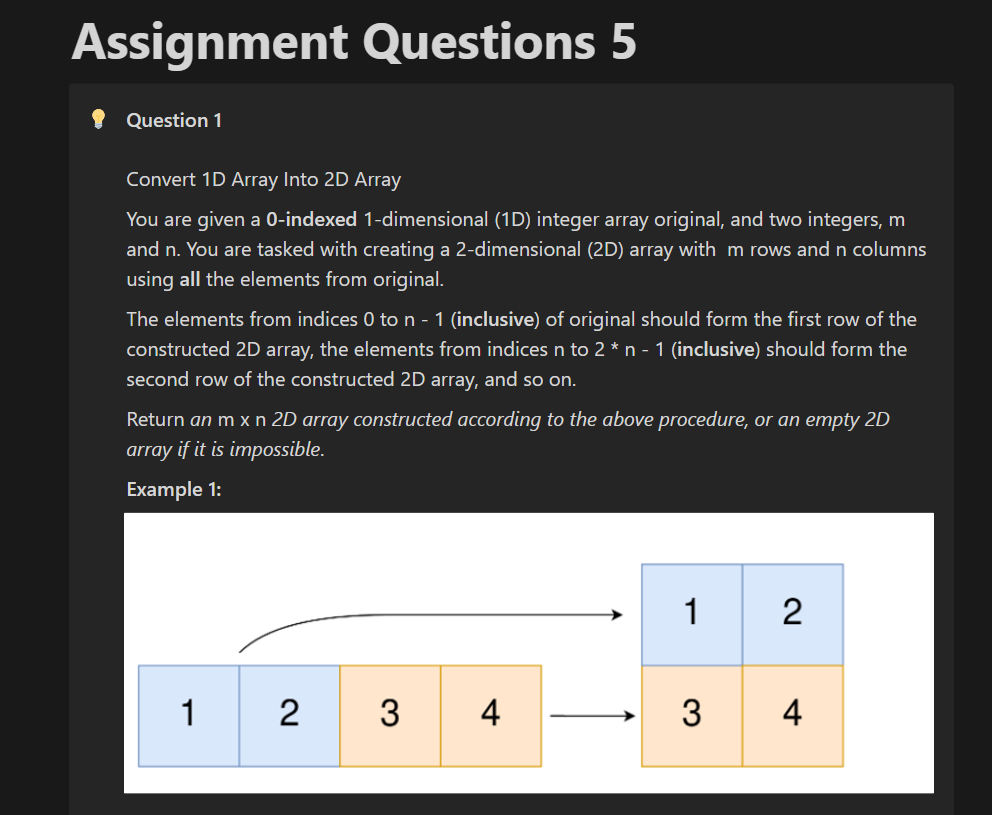 Assignment Questions 5
Question 1
Convert 1D Array Into 2D Array
You are given a 0-indexed 1-dimensional (1D) integer array original, and two integers, m
and n. You are tasked with creating a 2-dimensional (2D) array with  m rows and n columns
using all the elements from original.
The elements from indices 0 to n - 1 (inclusive) of original should form the first row of the
constructed 2D array, the elements from indices n to 2 * n - 1 (inclusive) should form the
second row of the constructed 2D array, and so on.
Return an m x n 2D array constructed according to the above procedure, or an empty 2D
array if it is impossible.
Example 1:
1 2
1 2 3 4 3 4